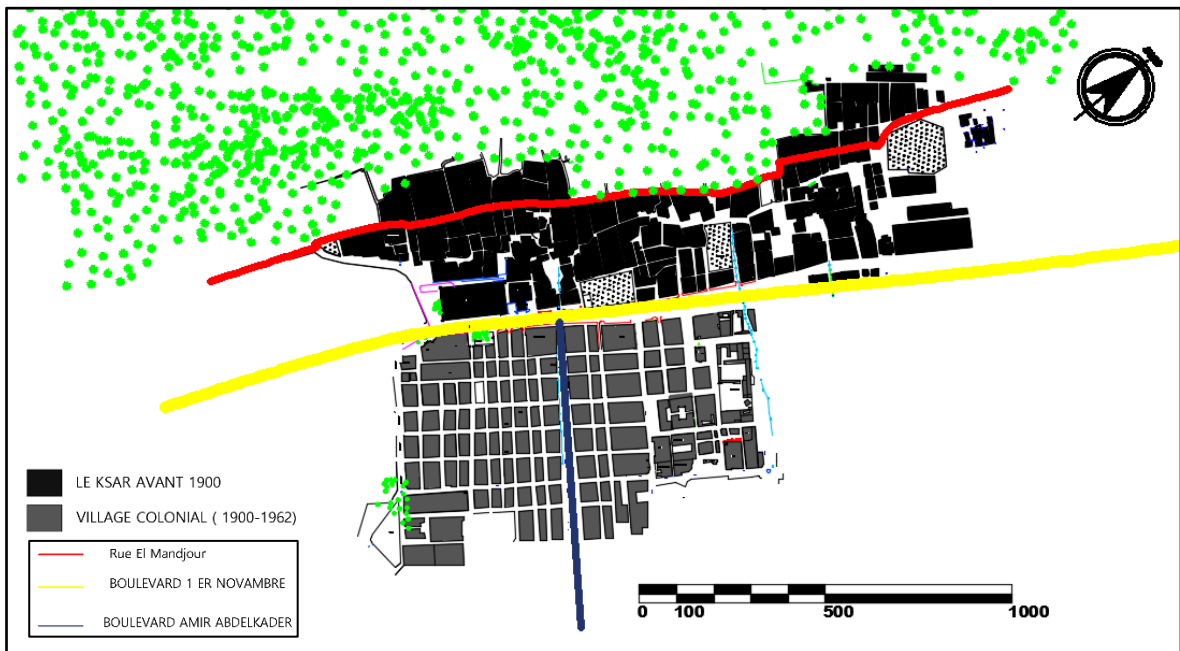 LE KSAR AVANT 1900
VILLAGE COLONIAL ( 1900-1962)
Rue El Mandjour
BOULEVARD 1 ER NOVAMBRE
BOULEVARD AMIR ABDELKADER
0 100 500 1000